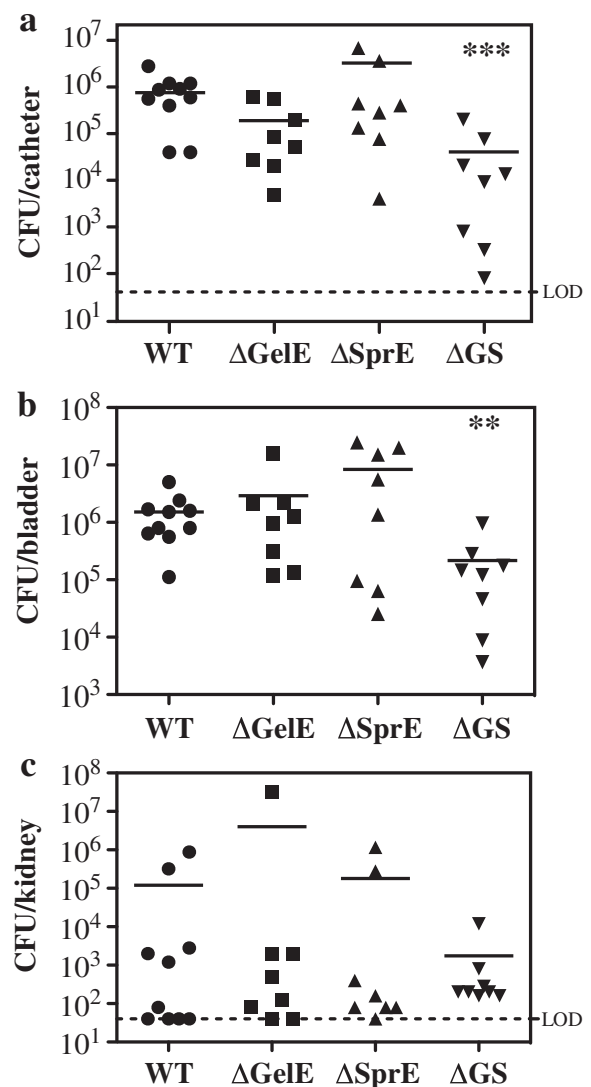 a
CFU/catheter
10⁷
10⁶
10⁵
10⁴
10³
10²
10¹
***
LOD
WT ΔGelE ΔSprE ΔGS
b
CFU/bladder
10⁸
10⁷
10⁶
10⁵
10⁴
10³
**
WT ΔGelE ΔSprE ΔGS
c
CFU/kidney
10⁸
10⁷
10⁶
10⁵
10⁴
10³
10²
10¹
LOD
WT ΔGelE ΔSprE ΔGS